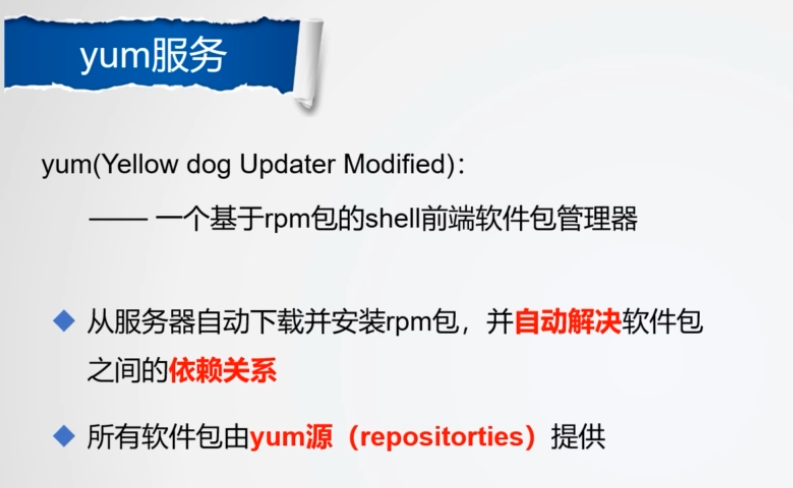 yum服务
yum(Yellow dog Updater Modified)：
—— 一个基于rpm包的shell前端软件包管理器
从服务器自动下载并安装rpm包，并自动解决软件包
之间的依赖关系
所有软件包由yum源（repositorties）提供